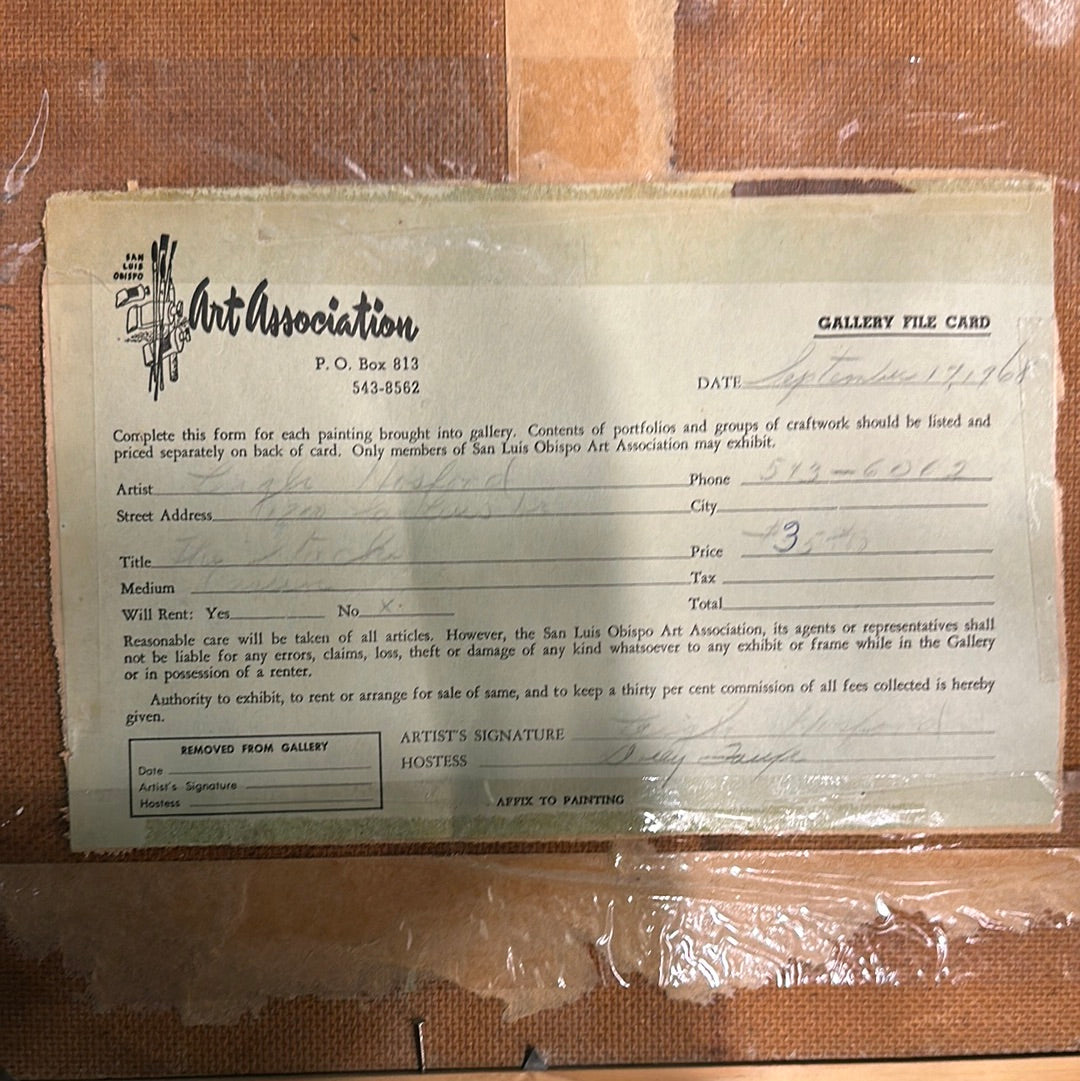 SAN
LUIS
OBISPO
Art Association
P. O. Box 813
543-8562
GALLERY FILE CARD
DATE September 17, 1968
Complete this form for each painting brought into gallery. Contents of portfolios and groups of craftwork should be listed and
priced separately on back of card. Only members of San Luis Obispo Art Association may exhibit.
Artist Phone 543-6062
Street Address City
Title The Price
Medium Tax
Will Rent: Yes No X Total
Reasonable care will be taken of all articles. However, the San Luis Obispo Art Association, its agents or representatives shall
not be liable for any errors, claims, loss, theft or damage of any kind whatsoever to any exhibit or frame while in the Gallery
or in possession of a renter.
Authority to exhibit, to rent or arrange for sale of same, and to keep a thirty per cent commission of all fees collected is hereby
given.
REMOVED FROM GALLERY
Date
Artist's Signature
Hostess
ARTIST'S SIGNATURE
HOSTESS
AFFIX TO PAINTING